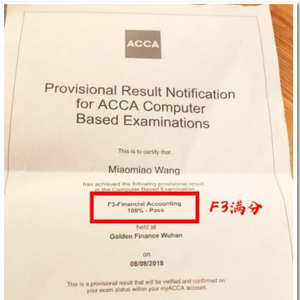 ACCA
Provisional Result Notification
for ACCA Computer
Based Examinations
This is to certify that
Miaomiao Wang
has achieved the following provisional result
in the Computer Based Examination
F3-Financial Accounting
100% - Pass
F3满分
held at
Golden Finance Wuhan
on
08/08/2018
This is a provisional result that will be verified and confirmed on
your exam status within your myACCA account.